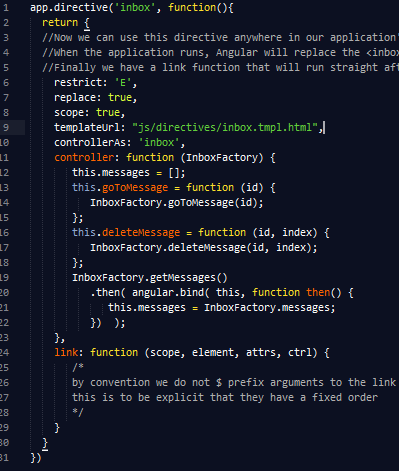 1 app.directive('inbox', function(){
2 return {
3 //Now we can use this directive anywhere in our application'
4 //When the application runs, Angular will replace the <inbox
5 //Finally we have a link function that will run straight aft
6 restrict: 'E',
7 replace: true,
8 scope: true,
9 templateUrl: "js/directives/inbox.tmpl.html",
10 controllerAs: 'inbox',
11 controller: function (InboxFactory) {
12 this.messages = [];
13 this.goToMessage = function (id) {
14 InboxFactory.goToMessage(id);
15 };
16 this.deleteMessage = function (id, index) {
17 InboxFactory.deleteMessage(id, index);
18 };
19 InboxFactory.getMessages()
20 .then( angular.bind( this, function then() {
21 this.messages = InboxFactory.messages;
22 })  );
23 },
24 link: function (scope, element, attrs, ctrl) {
25 /*
26 by convention we do not $ prefix arguments to the link
27 this is to be explicit that they have a fixed order
28 */
29 }
30 }
31 })